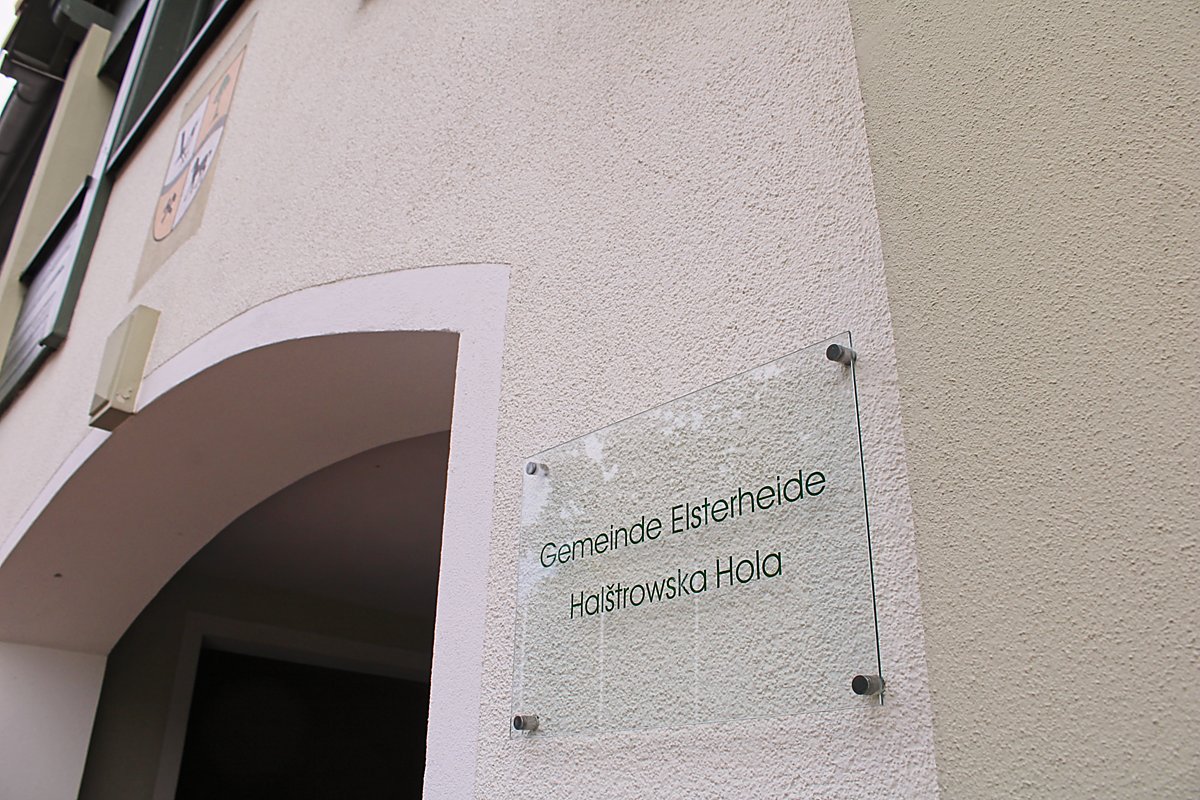 Gemeinde Elsterheide
Halštrowska Hola